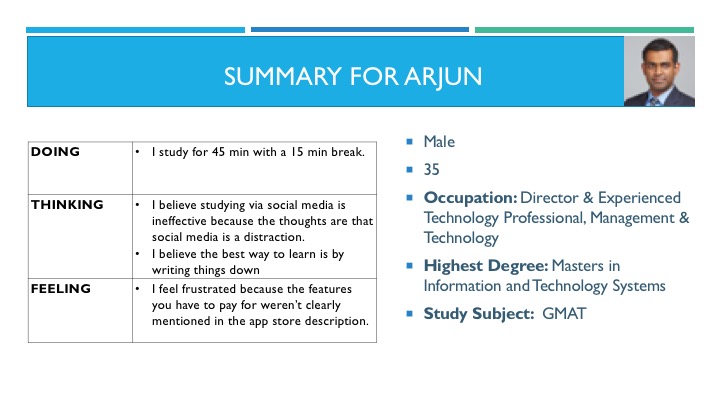 SUMMARY FOR ARJUN
DOING
• I study for 45 min with a 15 min break.
THINKING
• I believe studying via social media is
ineffective because the thoughts are that
social media is a distraction.
• I believe the best way to learn is by
writing things down
FEELING
• I feel frustrated because the features
you have to pay for weren’t clearly
mentioned in the app store description.
▪ Male
▪ 35
▪ Occupation: Director & Experienced
Technology Professional, Management &
Technology
▪ Highest Degree: Masters in
Information and Technology Systems
▪ Study Subject: GMAT